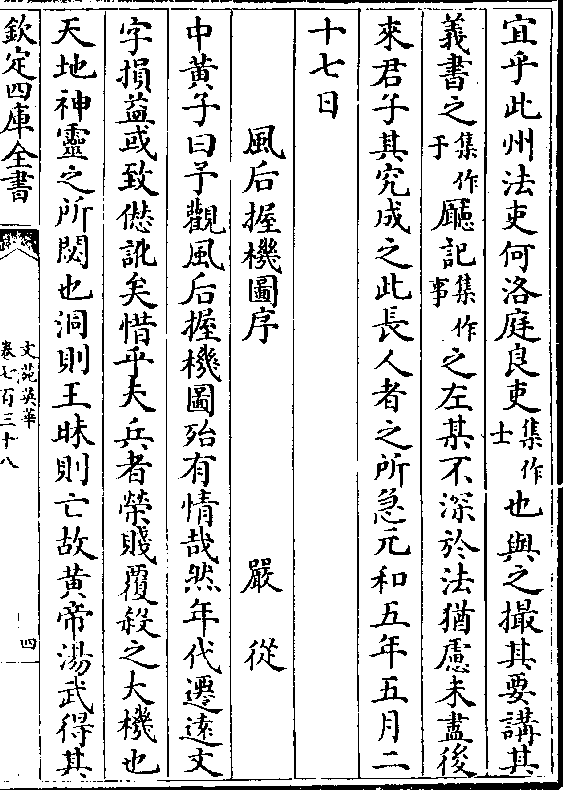 宜乎此州法吏何洛庭良吏集作士也與之撮其要講其
義書之集作于廳記集作事之左某不深於法猶慮未盡後
來君子其究成之此長人者之所急元和五年五月二
十七日
風后握機圖序　嚴從
中黄子曰予觀風后握機圖殆有情哉然年代遷逺文
字損益或致僁訛矣惜乎夫兵者榮賤覆殺之大機也
天地神靈之所閟也洞則王昧則亡故黄帝湯武得其
欽定四庫全書
文苑英華
卷七百三十八
四